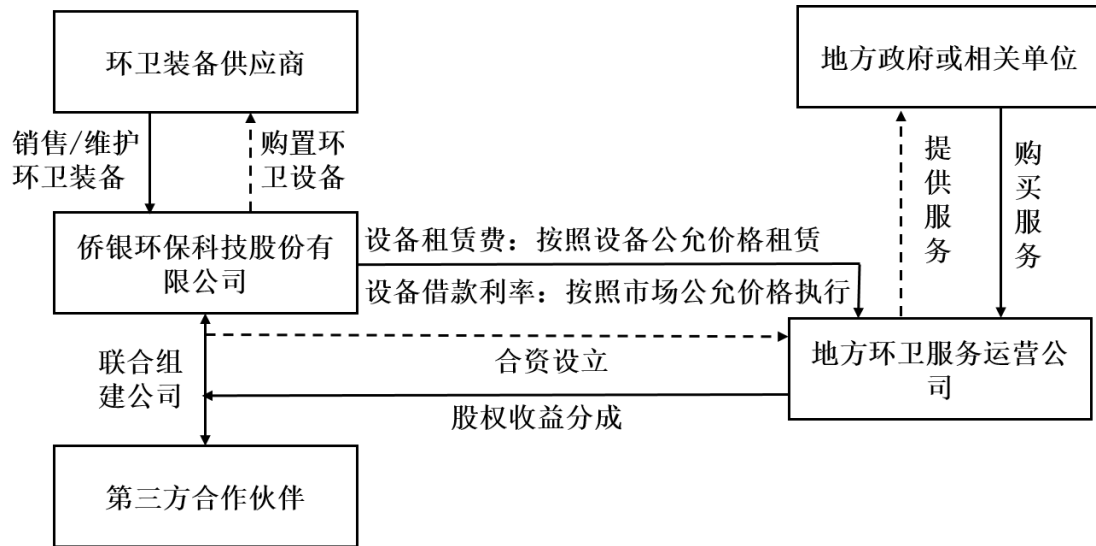 环卫装备供应商
地方政府或相关单位
销售/维护
环卫装备
购置环
卫设备
提供服务
购买服务
侨银环保科技股份有
限公司
设备租赁费：按照设备公允价格租赁
设备借款利率：按照市场公允价格执行
地方环卫服务运营公
司
联合组
建公司
合资设立
股权收益分成
第三方合作伙伴